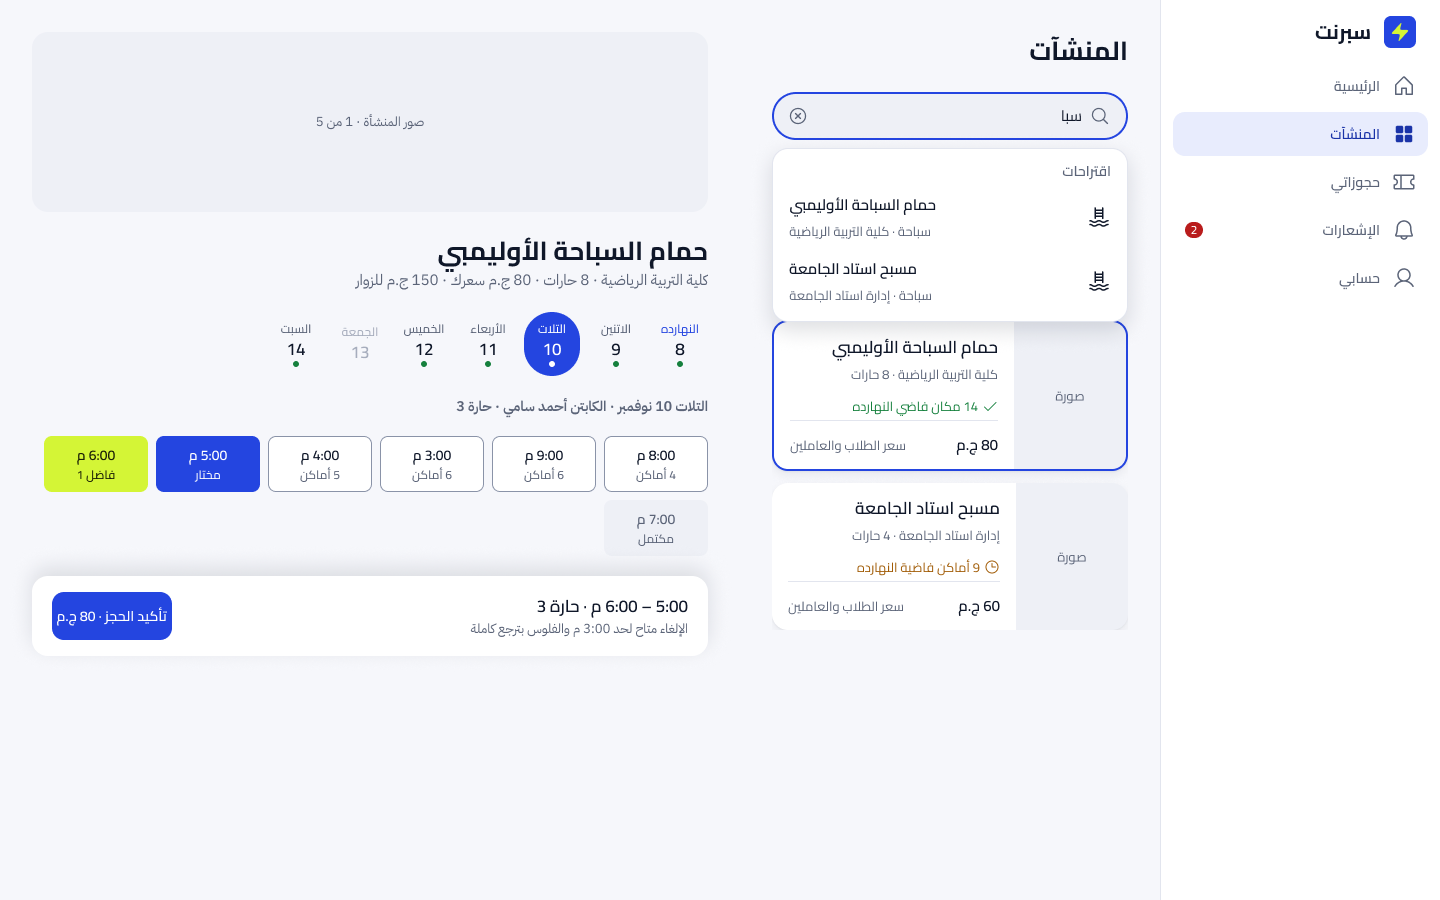 سبرنت
الرئيسية
المنشآت
حجوزاتي
الإشعارات
2
حسابي
المنشآت
سبا
اقتراحات
حمام السباحة الأوليمبي
سباحة · كلية التربية الرياضية
مسبح استاد الجامعة
سباحة · إدارة استاد الجامعة
صورة
حمام السباحة الأوليمبي
كلية التربية الرياضية · 8 حارات
14 مكان فاضي النهارده
80 ج.م
سعر الطلاب والعاملين
صورة
مسبح استاد الجامعة
إدارة استاد الجامعة · 4 حارات
9 أماكن فاضية النهارده
60 ج.م
سعر الطلاب والعاملين
صور المنشأة · 1 من 5
حمام السباحة الأوليمبي
كلية التربية الرياضية · 8 حارات · 80 ج.م سعرك · 150 ج.م للزوار
النهارده
8
الاتنين
9
التلات
10
الأربعاء
11
الخميس
12
الجمعة
13
السبت
14
التلات 10 نوفمبر · الكابتن أحمد سامي · حارة 3
8:00 م
4 أماكن
9:00 م
6 أماكن
3:00 م
6 أماكن
4:00 م
5 أماكن
5:00 م
مختار
6:00 م
فاضل 1
7:00 م
مكتمل
5:00 – 6:00 م · حارة 3
الإلغاء متاح لحد 3:00 م والفلوس بترجع كاملة
تأكيد الحجز · 80 ج.م